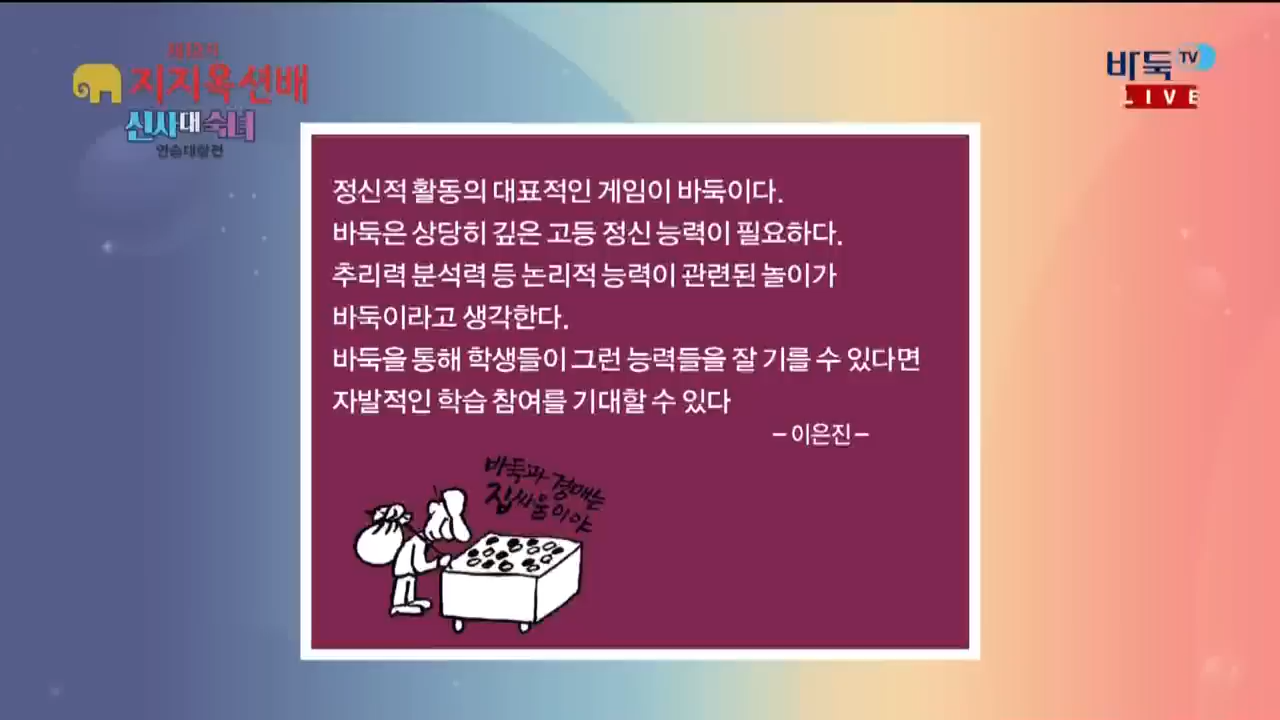 지지옥션배
신사대숙녀
연승대항전
바둑TV
LIVE
정신적 활동의 대표적인 게임이 바둑이다.
바둑은 상당히 깊은 고등 정신 능력이 필요하다.
추리력 분석력 등 논리적 능력이 관련된 놀이가
바둑이라고 생각한다.
바둑을 통해 학생들이 그런 능력들을 잘 기를 수 있다면
자발적인 학습 참여를 기대할 수 있다
-이은진-
바둑과 경매는
집싸움이야